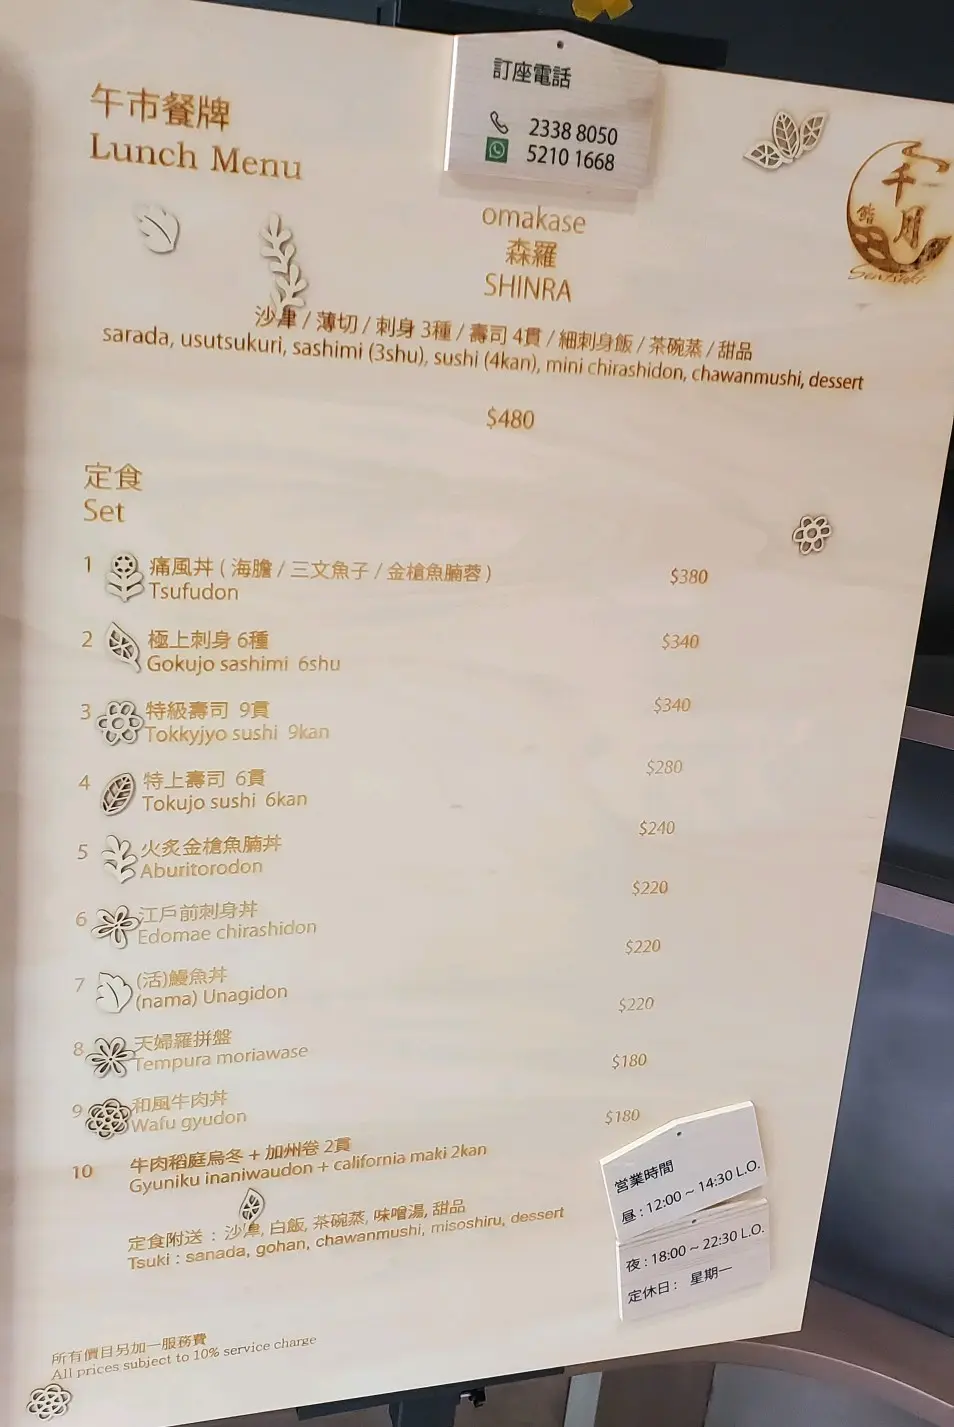 訂座電話
2338 8050
5210 1668
午市餐牌
Lunch Menu
千月
鮨
Sentsuki
omakase
森羅
SHINRA
沙津 / 薄切 / 刺身 3種 / 壽司 4貫 / 細刺身飯 / 茶碗蒸 / 甜品
sarada, usutsukuri, sashimi (3shu), sushi (4kan), mini chirashidon, chawanmushi, dessert
$480
定食
Set
1 痛風丼 ( 海膽 / 三文魚子 / 金槍魚腩蓉 ) $380
Tsufudon
2 極上刺身 6種 $340
Gokujo sashimi 6shu
3 特級壽司 9貫 $340
Tokkyjyo sushi 9kan
4 特上壽司 6貫 $280
Tokujo sushi 6kan
5 火炙金槍魚腩丼 $240
Aburitorodon
6 江戶前刺身丼 $220
Edomae chirashidon
7 (活)鰻魚丼 $220
(nama) Unagidon
8 天婦羅拼盤 $220
Tempura moriawase
9 和風牛肉丼 $180
Wafu gyudon
10 牛肉稻庭烏冬 + 加州卷 2貫 $180
Gyuniku inaniwaudon + california maki 2kan
定食附送 : 沙津, 白飯, 茶碗蒸, 味噌湯, 甜品
Tsuki : sanada, gohan, chawanmushi, misoshiru, dessert
営業時間
昼 : 12:00 ~ 14:30 L.O.
夜 : 18:00 ~ 22:30 L.O.
定休日 : 星期一
所有價目另加一服務費
All prices subject to 10% service charge